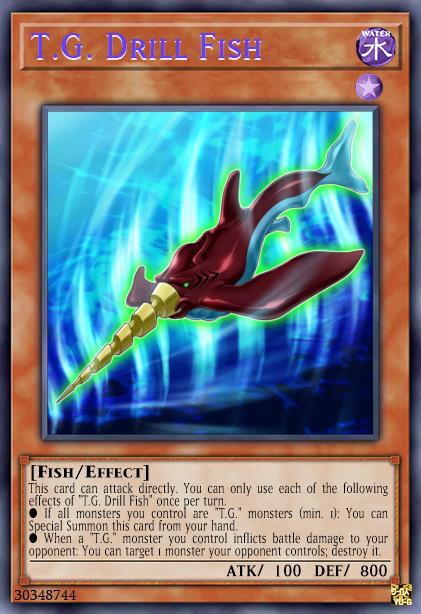 T.G. Drill Fish
WATER
水
[Fish/Effect]
This card can attack directly. You can only use each of the following
effects of "T.G. Drill Fish" once per turn.
● If all monsters you control are "T.G." monsters (min. 1): You can
Special Summon this card from your hand.
● When a "T.G." monster you control inflicts battle damage to your
opponent: You can target 1 monster your opponent controls; destroy it.
ATK/ 100 DEF/ 800
30348744